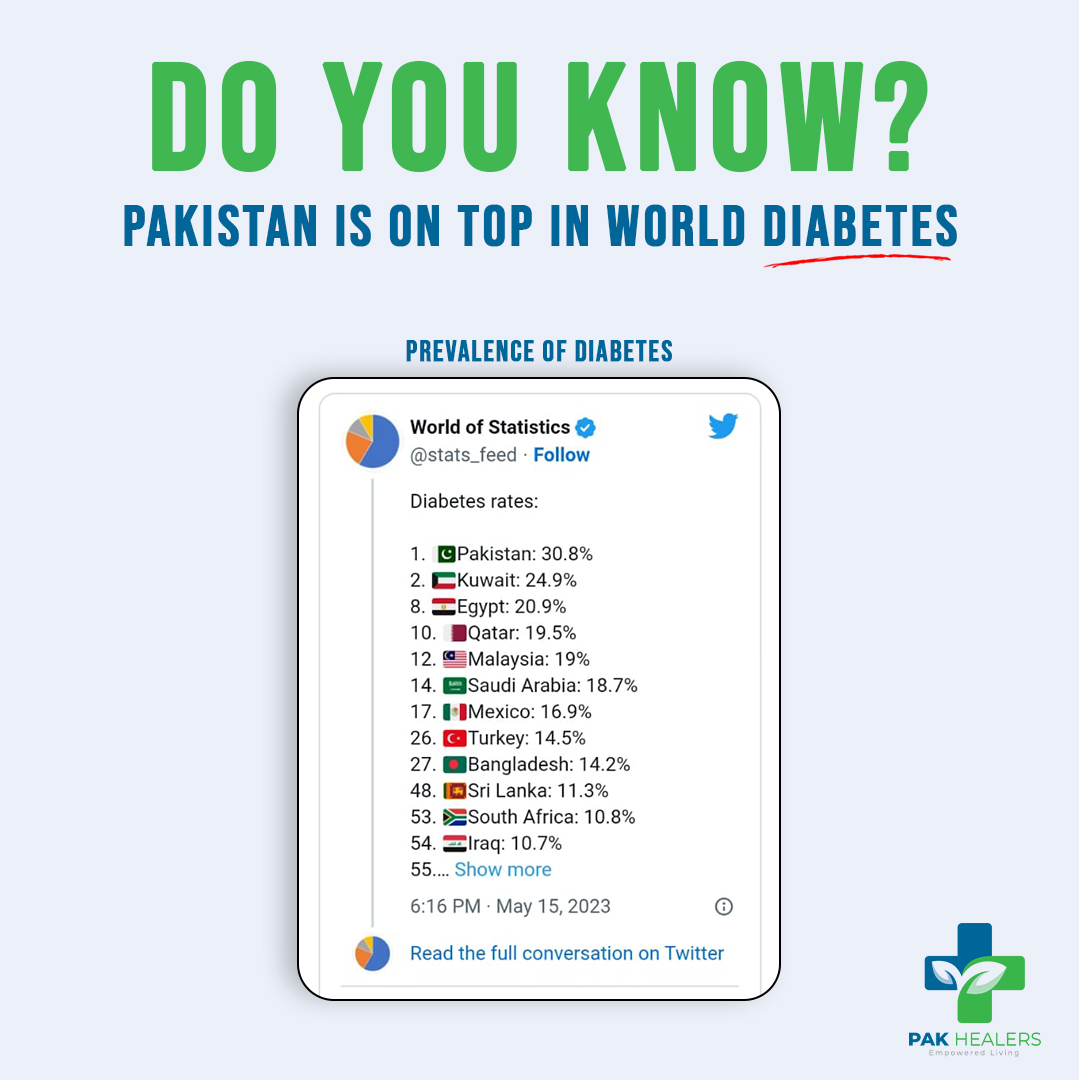 DO YOU KNOW?
PAKISTAN IS ON TOP IN WORLD DIABETES
PREVALENCE OF DIABETES
World of Statistics
@stats_feed · Follow
Diabetes rates:
1. 🇵🇰Pakistan: 30.8%
2. 🇰🇼Kuwait: 24.9%
8. 🇪🇬Egypt: 20.9%
10. 🇶🇦Qatar: 19.5%
12. 🇲🇾Malaysia: 19%
14. 🇸🇦Saudi Arabia: 18.7%
17. 🇲🇽Mexico: 16.9%
26. 🇹🇷Turkey: 14.5%
27. 🇧🇩Bangladesh: 14.2%
48. 🇱🇰Sri Lanka: 11.3%
53. 🇿🇦South Africa: 10.8%
54. 🇮🇶Iraq: 10.7%
55.... Show more
6:16 PM · May 15, 2023
Read the full conversation on Twitter
PAK HEALERS
Empowered Living